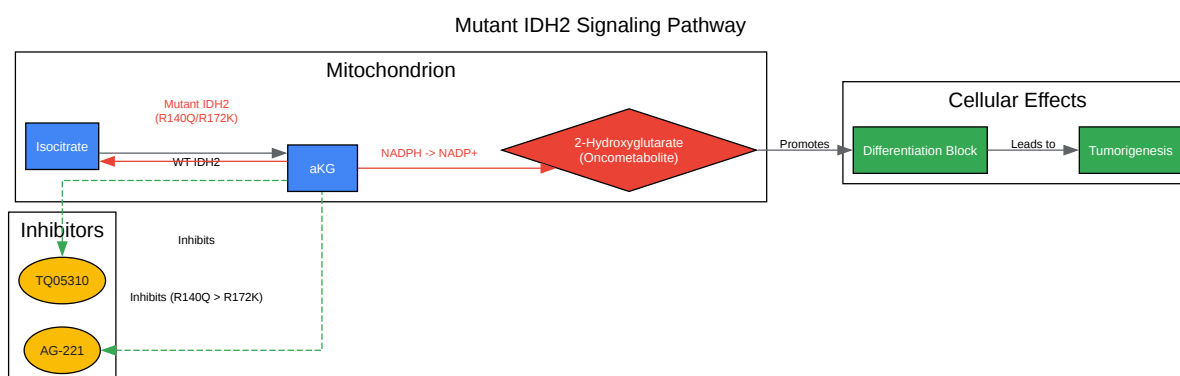 Mutant IDH2 Signaling Pathway
Mitochondrion
Cellular Effects
Mutant IDH2
(R140Q/R172K)
Isocitrate
WT IDH2
aKG
NADPH -> NADP+
2-Hydroxyglutarate
(Oncometabolite)
Promotes
Differentiation Block
Leads to
Tumorigenesis
Inhibitors
Inhibits
TQ05310
Inhibits (R140Q > R172K)
AG-221